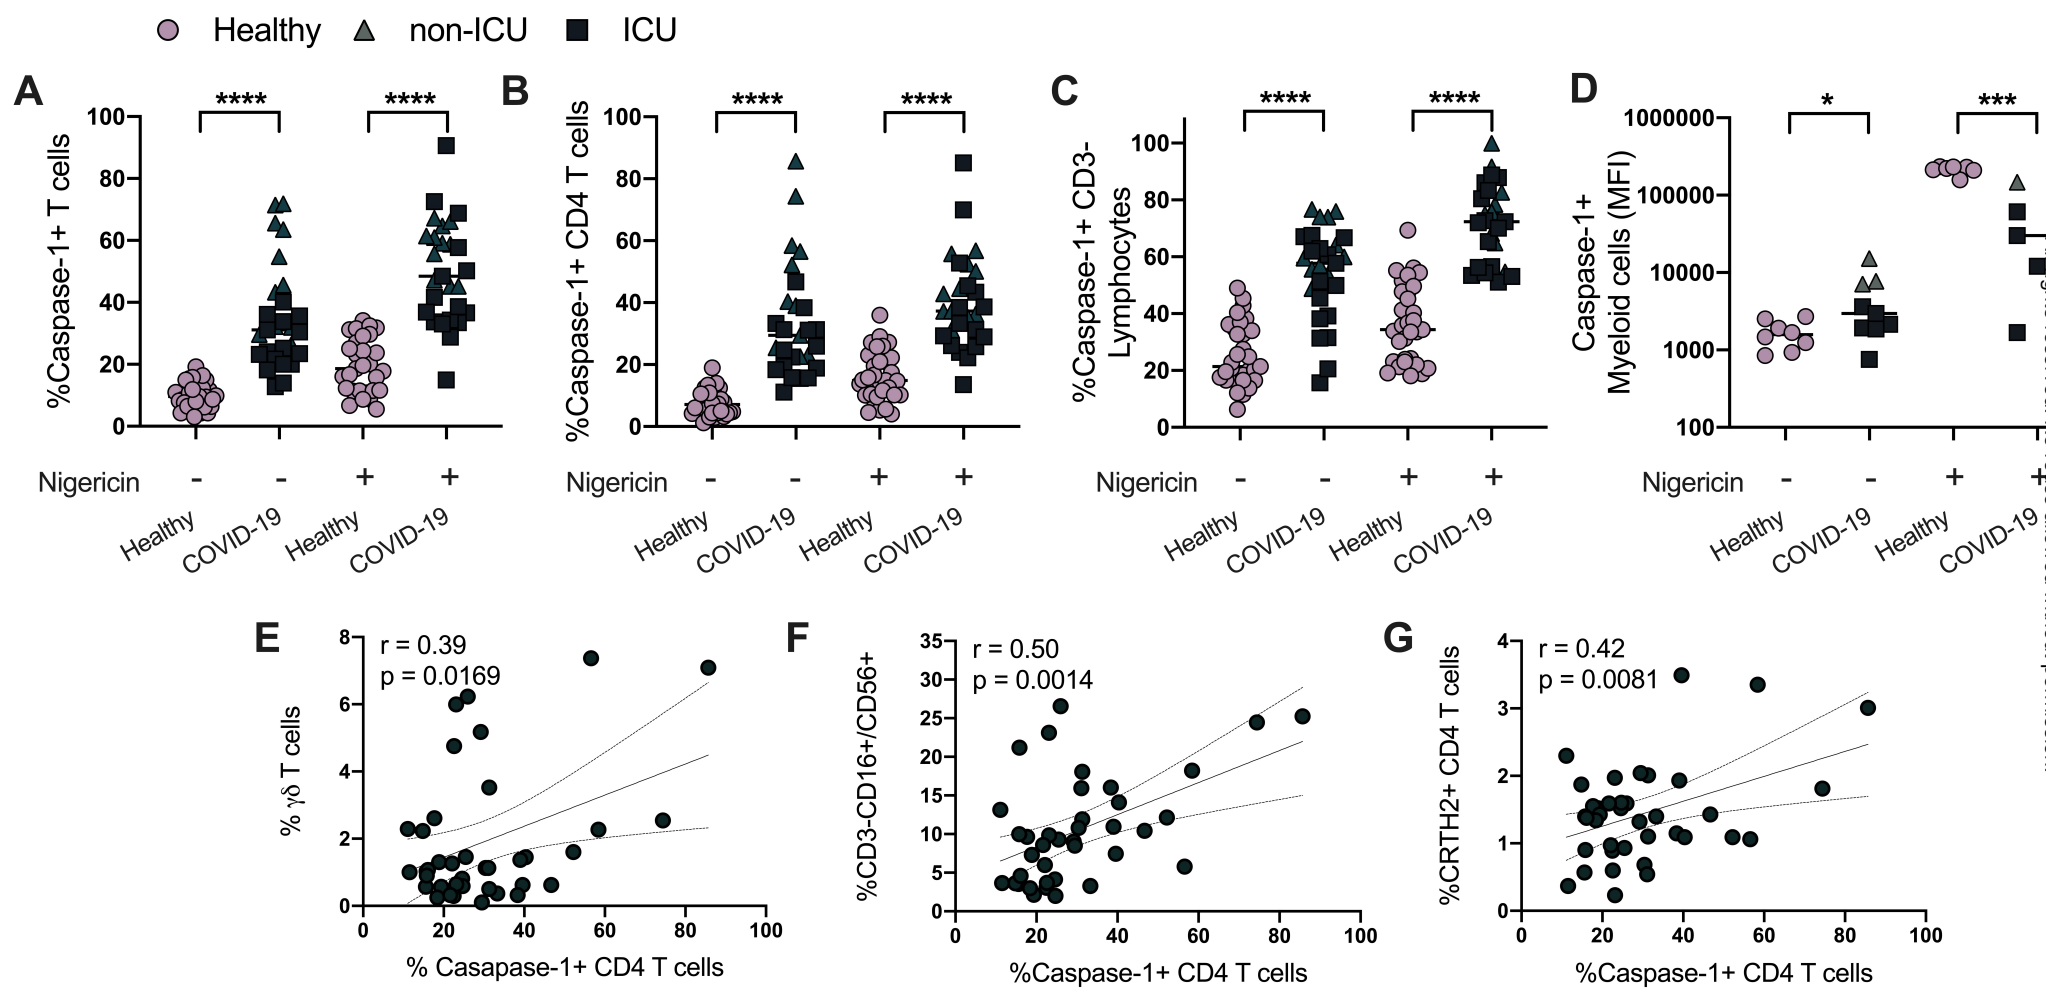 Healthy non-ICU ICU
A
%Caspase-1+ T cells
100
80
60
40
20
0
**** ****
Nigericin - - + +
Healthy COVID-19 Healthy COVID-19
B
%Caspase-1+ CD4 T cells
100
80
60
40
20
0
**** ****
Nigericin - - + +
Healthy COVID-19 Healthy COVID-19
C
%Caspase-1+ CD3-
Lymphocytes
100
80
60
40
20
0
**** ****
Nigericin - - + +
Healthy COVID-19 Healthy COVID-19
D
Caspase-1+
Myeloid cells (MFI)
1000000
100000
10000
1000
100
* ***
Nigericin - - + +
Healthy COVID-19 Healthy COVID-19
E
% γδ T cells
r = 0.39
p = 0.0169
8
6
4
2
0
0 20 40 60 80 100
% Casapase-1+ CD4 T cells
F
%CD3-CD16+/CD56+
r = 0.50
p = 0.0014
35
30
25
20
15
10
5
0
0 20 40 60 80 100
%Caspase-1+ CD4 T cells
G
%CRTH2+ CD4 T cells
r = 0.42
p = 0.0081
4
3
2
1
0
0 20 40 60 80 100
%Caspase-1+ CD4 T cells